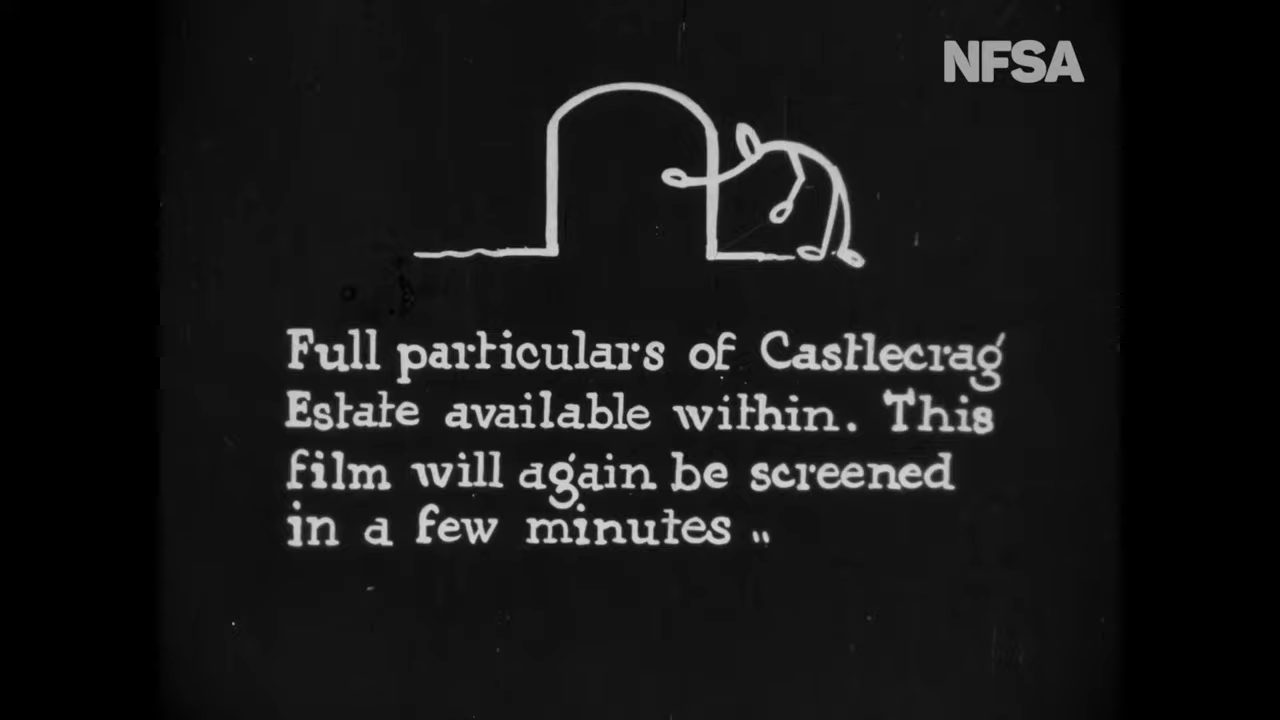 NFSA
Full particulars of Castlecrag
Estate available within. This
film will again be screened
in a few minutes ..